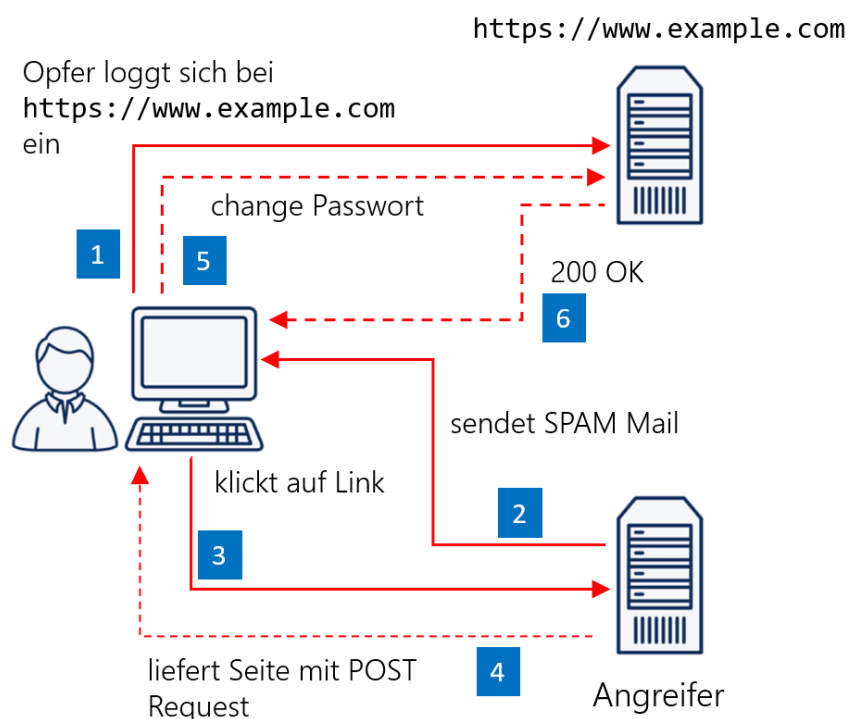 https://www.example.com
Opfer loggt sich bei
https://www.example.com
ein
change Passwort
1
5
200 OK
6
sendet SPAM Mail
klickt auf Link
2
3
liefert Seite mit POST
Request
4
Angreifer